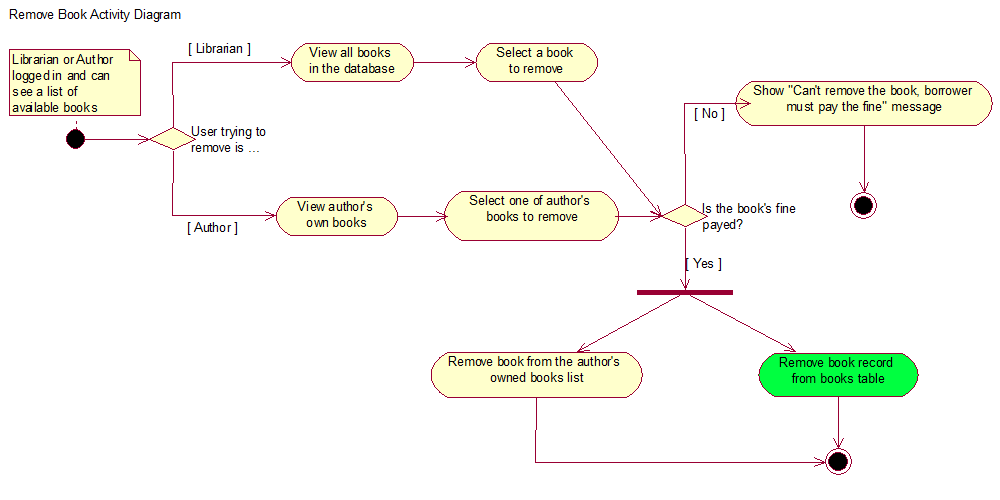 Remove Book Activity Diagram
Librarian or Author
logged in and can
see a list of
available books
[ Librarian ]
View all books
in the database
Select a book
to remove
Show "Can't remove the book, borrower
must pay the fine" message
[ No ]
User trying to
remove is ...
[ Author ]
View author's
own books
Select one of author's
books to remove
Is the book's fine
payed?
[ Yes ]
Remove book from the author's
owned books list
Remove book record
from books table